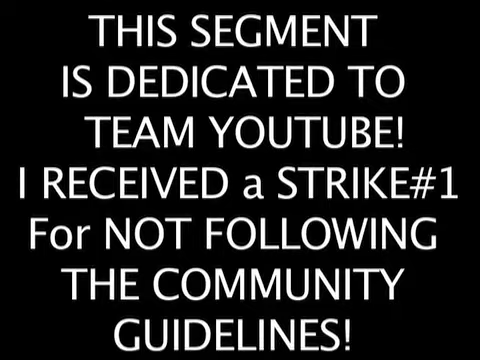 THIS SEGMENT
IS DEDICATED TO
TEAM YOUTUBE!
I RECEIVED a STRIKE#1
For NOT FOLLOWING
THE COMMUNITY
GUIDELINES!